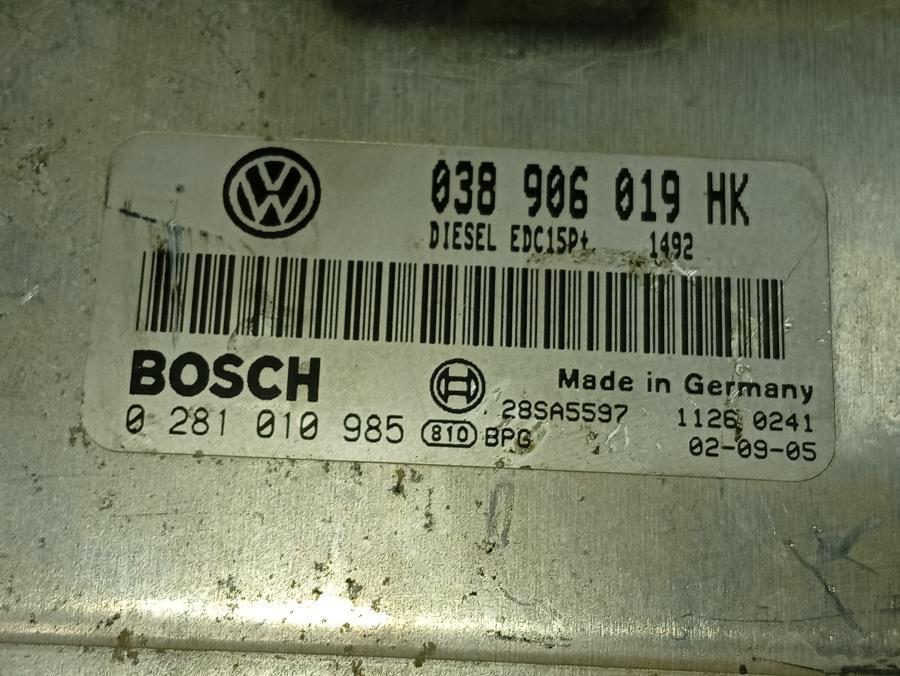 038 906 019 HK
DIESEL EDC15P+ 1492
BOSCH
Made in Germany
0 281 010 985 810 BPG 28SA5597 1126 0241
02-09-05